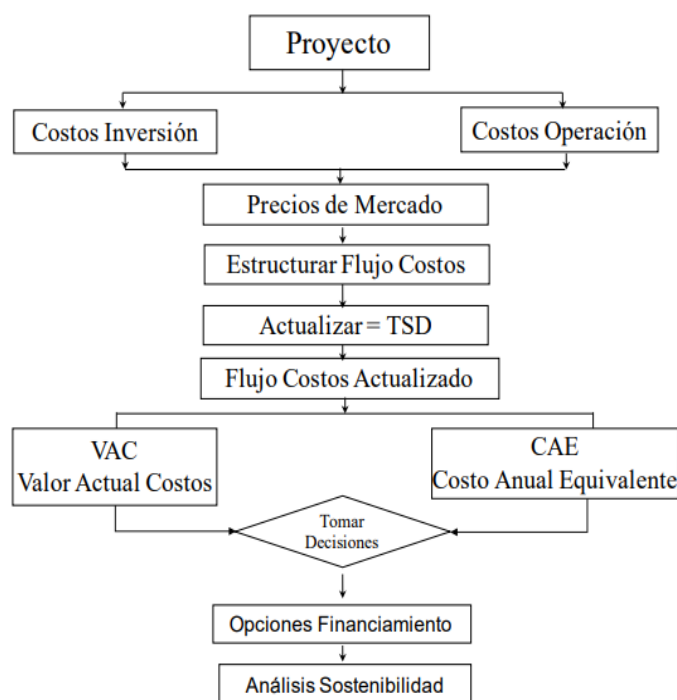 Proyecto
Costos Inversión
Costos Operación
Precios de Mercado
Estructurar Flujo Costos
Actualizar = TSD
Flujo Costos Actualizado
VAC
Valor Actual Costos
CAE
Costo Anual Equivalente
Tomar
Decisiones
Opciones Financiamiento
Análisis Sostenibilidad